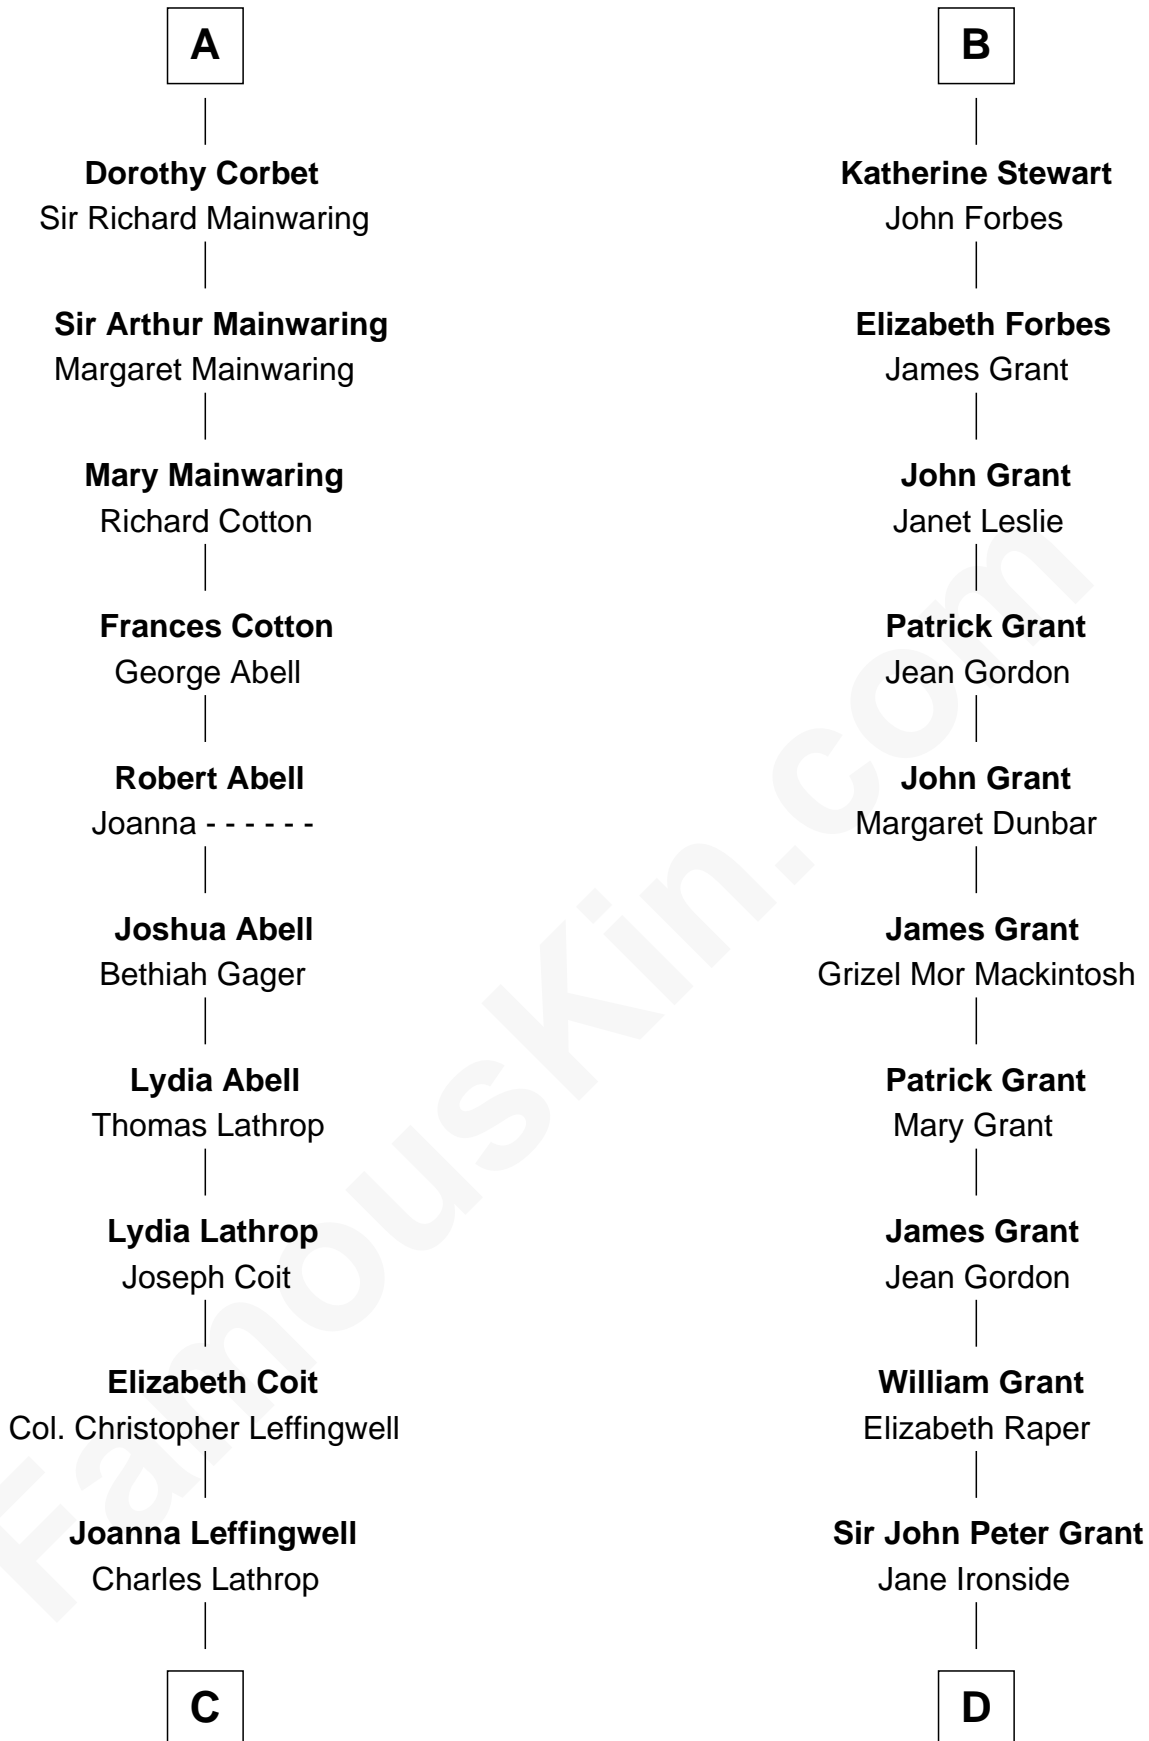 A
Dorothy Corbet
Sir Richard Mainwaring
Sir Arthur Mainwaring
Margaret Mainwaring
Mary Mainwaring
Richard Cotton
Frances Cotton
George Abell
Robert Abell
Joanna - - - - - -
Joshua Abell
Bethiah Gager
Lydia Abell
Thomas Lathrop
Lydia Lathrop
Joseph Coit
Elizabeth Coit
Col. Christopher Leffingwell
Joanna Leffingwell
Charles Lathrop
C
B
Katherine Stewart
John Forbes
Elizabeth Forbes
James Grant
John Grant
Janet Leslie
Patrick Grant
Jean Gordon
John Grant
Margaret Dunbar
James Grant
Grizel Mor Mackintosh
Patrick Grant
Mary Grant
James Grant
Jean Gordon
William Grant
Elizabeth Raper
Sir John Peter Grant
Jane Ironside
D
FamousKin.com